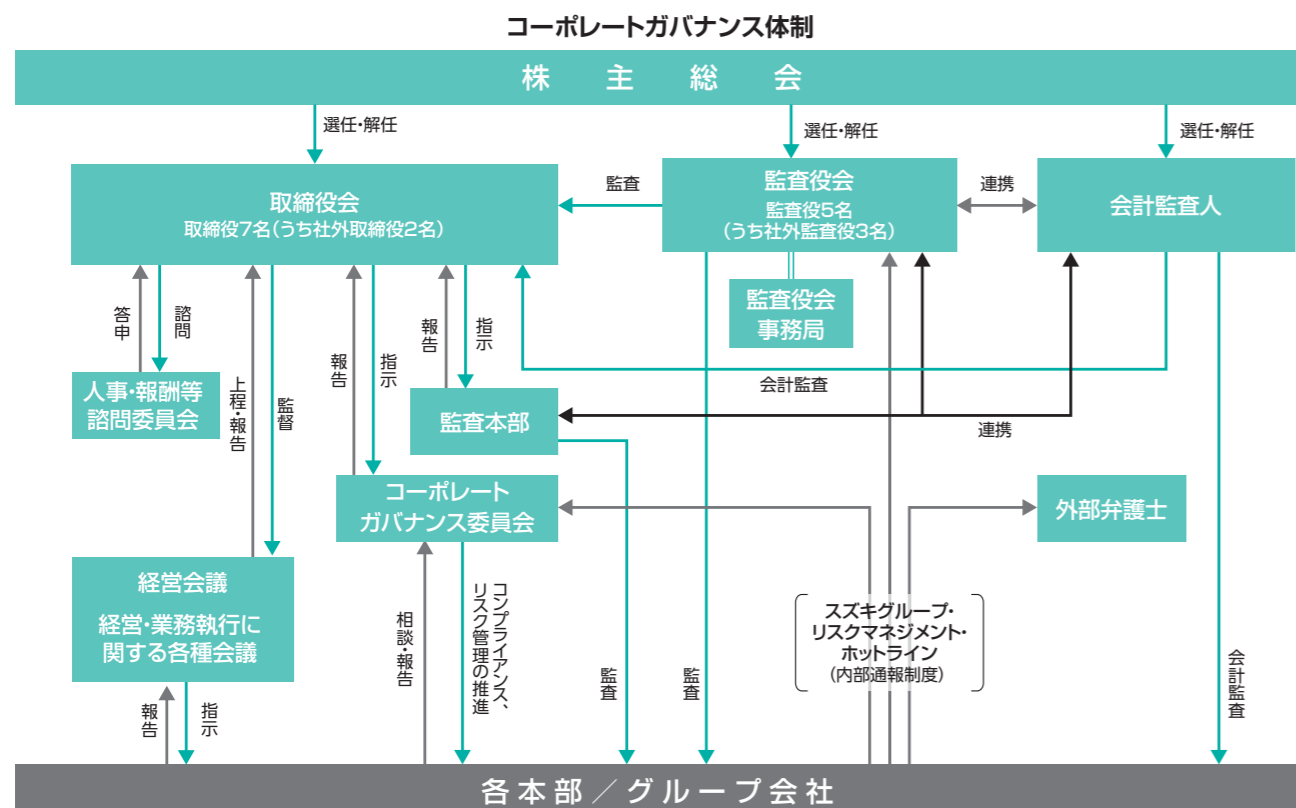 コーポレートガバナンス体制
株主総会
選任・解任
選任・解任
選任・解任
取締役会
取締役7名(うち社外取締役2名)
監査
監査役会
監査役5名
(うち社外監査役3名)
連携
会計監査人
監査役会
事務局
答申
諮問
報告
指示
報告
指示
会計監査
人事・報酬等
諮問委員会
上程・報告
監督
監査本部
連携
コーポレート
ガバナンス委員会
外部弁護士
経営会議
経営・業務執行に
関する各種会議
相談・報告
コンプライアンス、
リスク管理の推進
監査
監査
スズキグループ・
リスクマネジメント・
ホットライン
(内部通報制度)
会計監査
報告
指示
各本部/グループ会社